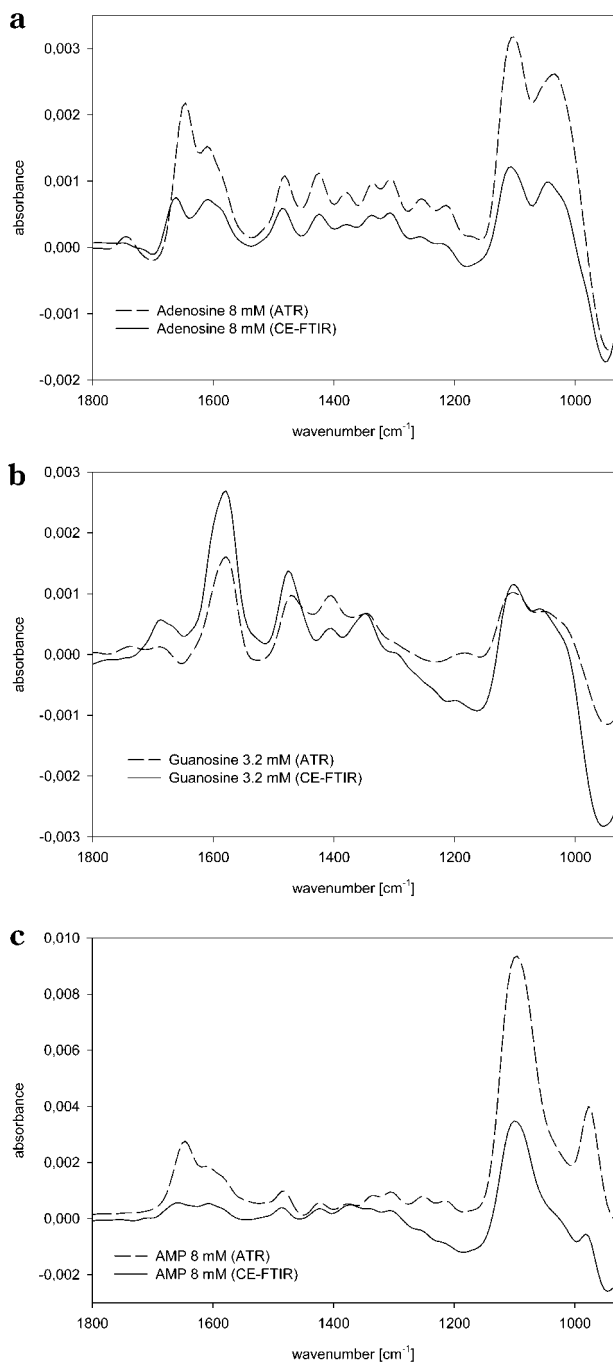 a
0,003
0,002
0,001
0,000
-0,001
-0,002
absorbance
Adenosine 8 mM (ATR)
Adenosine 8 mM (CE-FTIR)
1800 1600 1400 1200 1000
wavenumber [cm⁻¹]
b
0,003
0,002
0,001
0,000
-0,001
-0,002
-0,003
absorbance
Guanosine 3.2 mM (ATR)
Guanosine 3.2 mM (CE-FTIR)
1800 1600 1400 1200 1000
wavenumber [cm⁻¹]
c
0,010
0,008
0,006
0,004
0,002
0,000
-0,002
absorbance
AMP 8 mM (ATR)
AMP 8 mM (CE-FTIR)
1800 1600 1400 1200 1000
wavenumber [cm⁻¹]